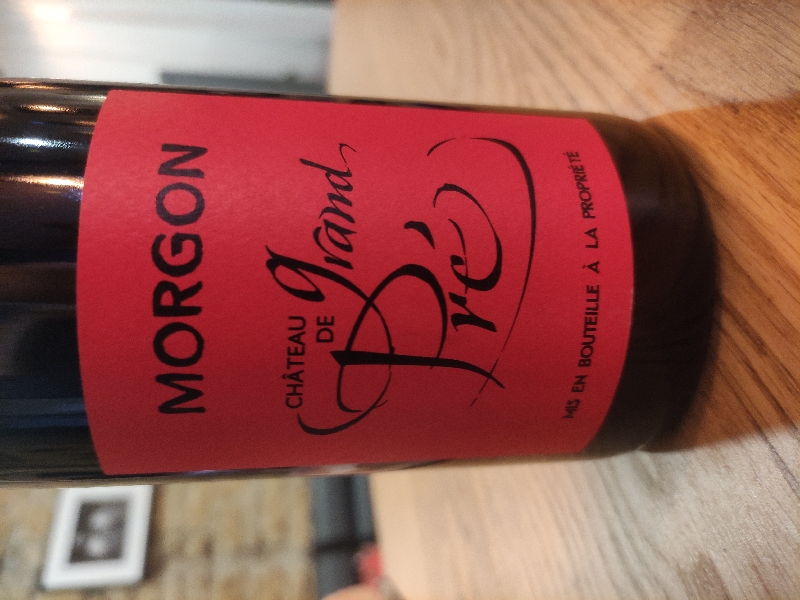 MORGON
CHÂTEAU
DE grand
Pré
MIS EN BOUTEILLE À LA PROPRIÉTÉ